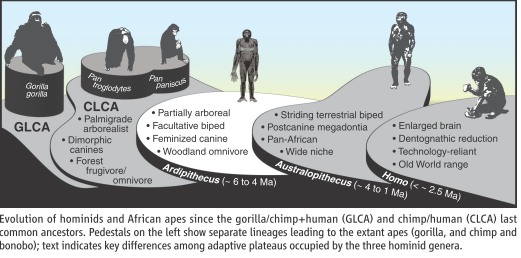 Gorilla
gorilla
GLCA
Pan
troglodytes
Pan
paniscus
CLCA
• Palmigrade
arborealist
• Dimorphic
canines
• Forest
frugivore/
omnivore
• Partially arboreal
• Facultative biped
• Feminized canine
• Woodland omnivore
Ardipithecus (~ 6 to 4 Ma)
• Striding terrestrial biped
• Postcanine megadontia
• Pan-African
• Wide niche
Australopithecus (~ 4 to 1 Ma)
• Enlarged brain
• Dentognathic reduction
• Technology-reliant
• Old World range
Homo (< ~ 2.5 Ma)
Evolution of hominids and African apes since the gorilla/chimp+human (GLCA) and chimp/human (CLCA) last
common ancestors. Pedestals on the left show separate lineages leading to the extant apes (gorilla, and chimp and
bonobo); text indicates key differences among adaptive plateaus occupied by the three hominid genera.